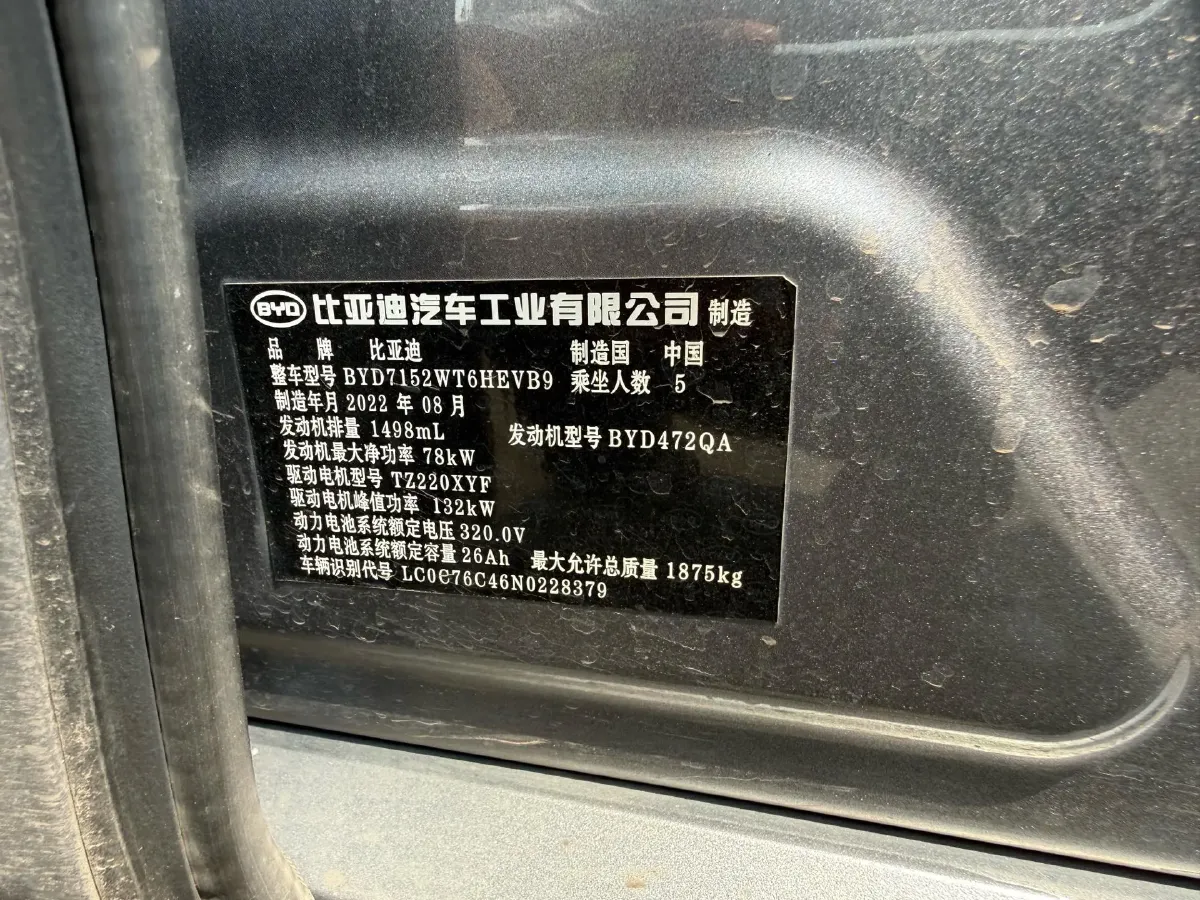 BYD 比亚迪汽车工业有限公司 制造
品 牌 比亚迪 制造国 中国
整车型号 BYD7152WT6HEVB9 乘坐人数 5
制造年月 2022 年 08 月
发动机排量 1498mL 发动机型号 BYD472QA
发动机最大净功率 78kW
驱动电机型号 TZ220XYF
驱动电机峰值功率 132kW
动力电池系统额定电压 320.0V
动力电池系统额定容量 26Ah 最大允许总质量 1875kg
车辆识别代号 LC0C76C46N0228379